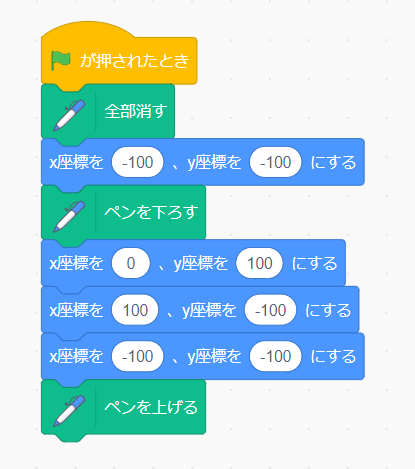 が押されたとき
全部消す
x座標を -100 、y座標を -100 にする
ペンを下ろす
x座標を 0 、y座標を 100 にする
x座標を 100 、y座標を -100 にする
x座標を -100 、y座標を -100 にする
ペンを上げる